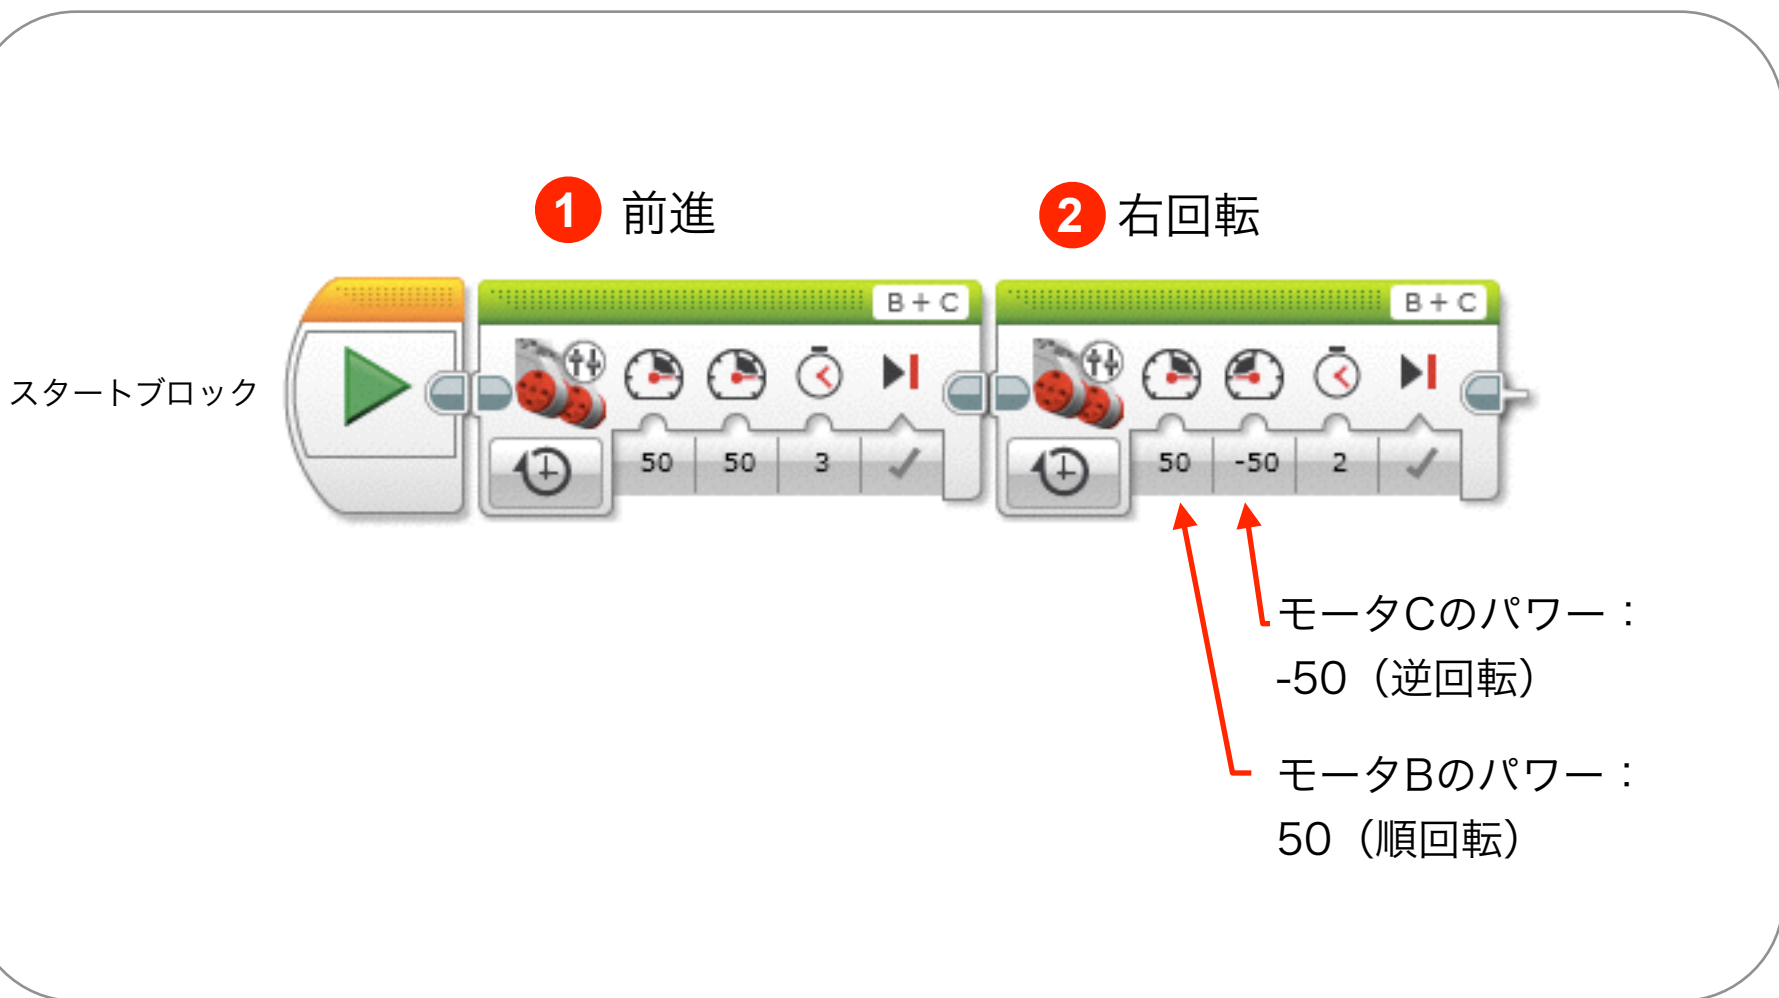 1 前進
2 右回転
B + C
B + C
スタートブロック
50 50 3
50 -50 2
モータCのパワー：
-50（逆回転）
モータBのパワー：
50（順回転）